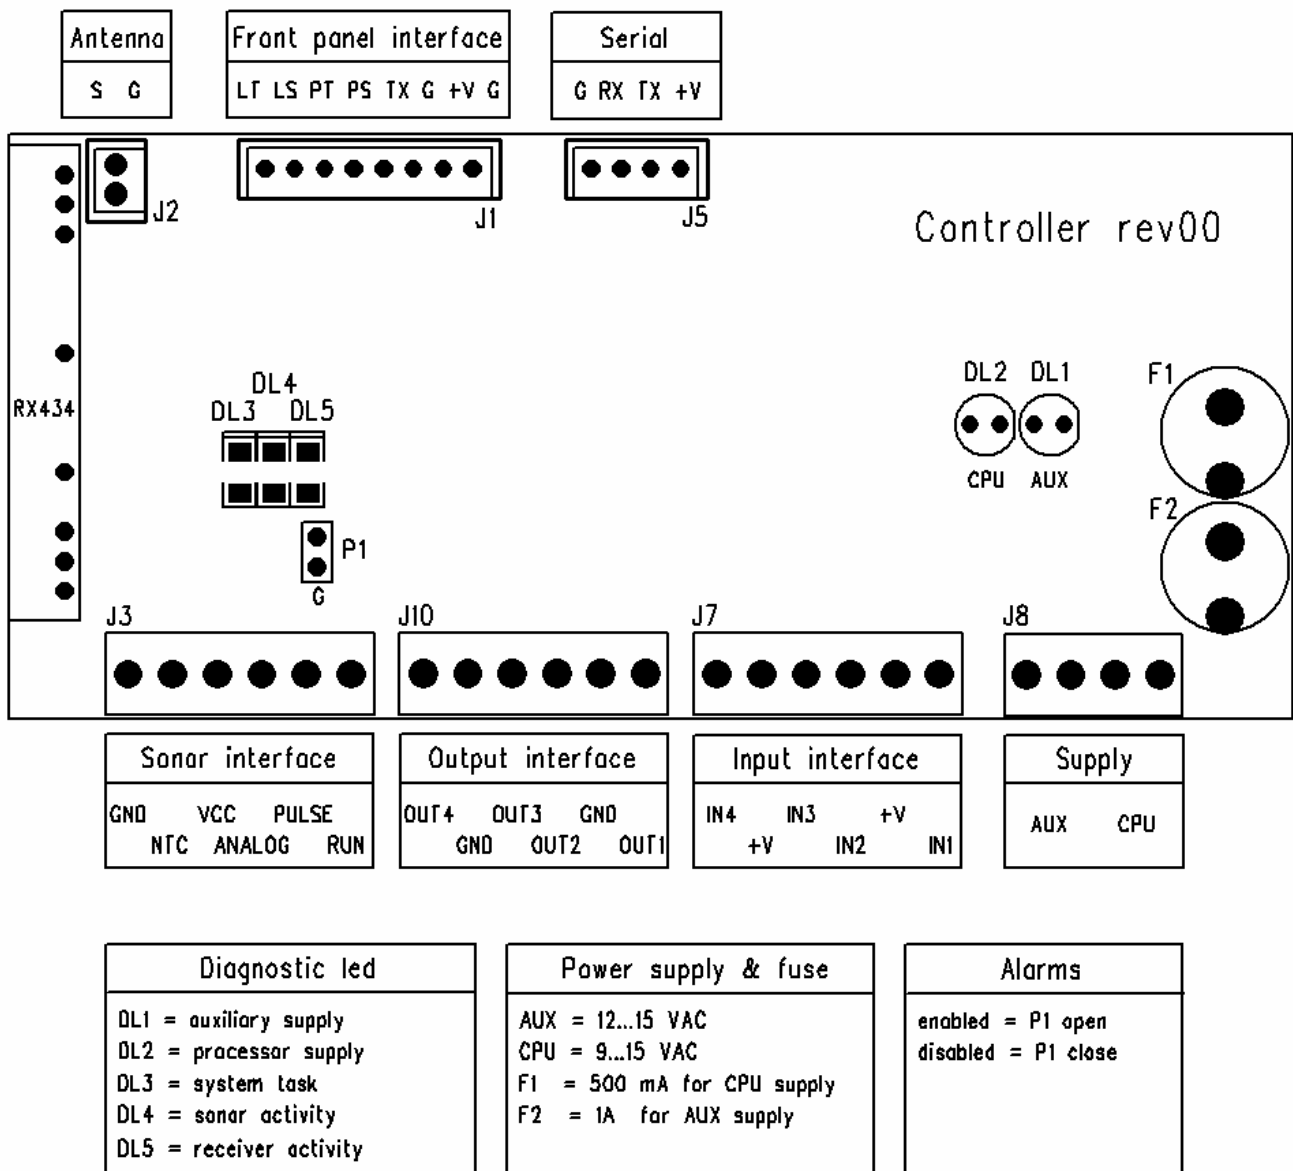 Antenna
S G
Front panel interface
LT LS PT PS TX G +V G
Serial
G RX TX +V
J2
J1
J5
Controller rev00
RX434
DL4
DL3 DL5
DL2 DL1
CPU AUX
F1
F2
P1
G
J3
J10
J7
J8
Sonar interface
GND VCC PULSE
NTC ANALOG RUN
Output interface
OUT4 OUT3 GND
GND OUT2 OUT1
Input interface
IN4 IN3 +V
+V IN2 IN1
Supply
AUX CPU
Diagnostic led
DL1 = auxiliary supply
DL2 = processor supply
DL3 = system task
DL4 = sonar activity
DL5 = receiver activity
Power supply & fuse
AUX = 12...15 VAC
CPU = 9...15 VAC
F1 = 500 mA for CPU supply
F2 = 1A for AUX supply
Alarms
enabled = P1 open
disabled = P1 close